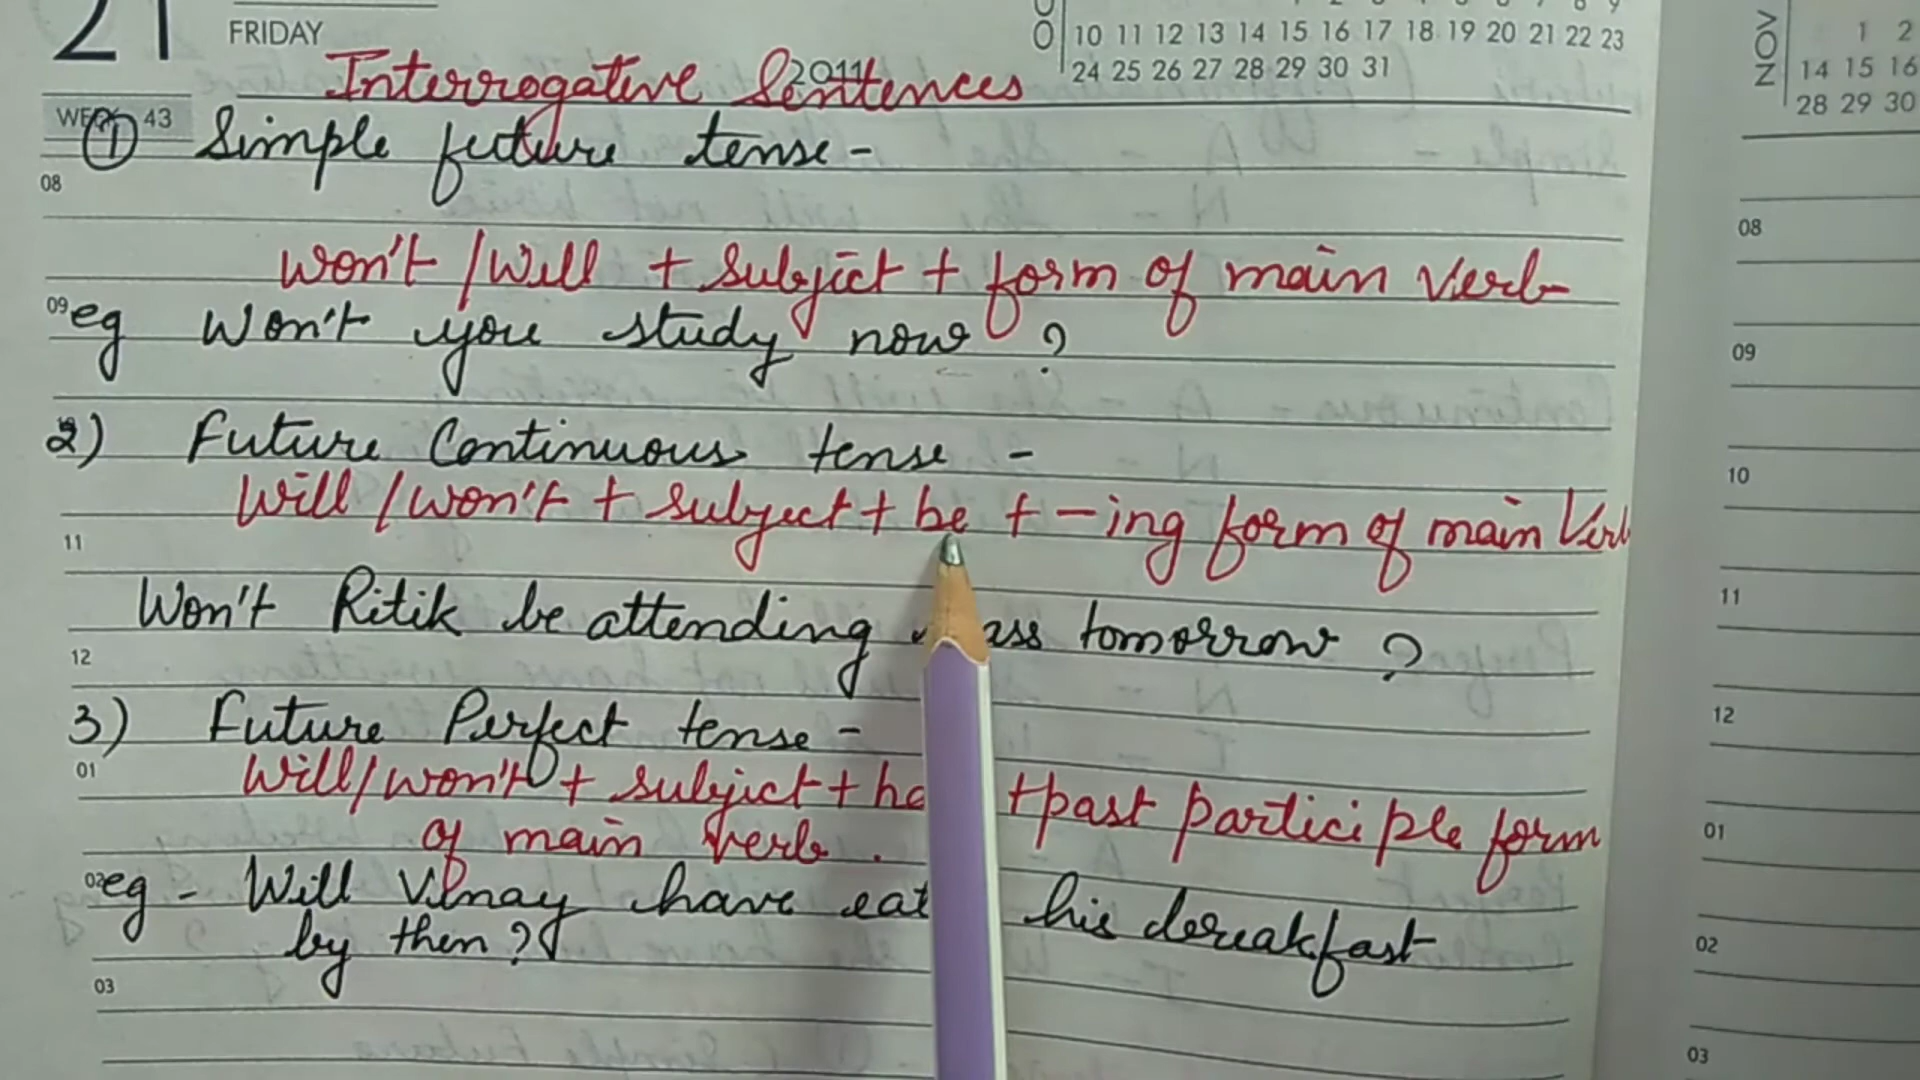 21
FRIDAY
2011
10 11 12 13 14 15 16 17 18 19 20 21 22 23
24 25 26 27 28 29 30 31
NOV
1 2
14 15 16
28 29 30
43
Interrogative Sentences
① Simple future tense -
08
won't / Will + Subject + form of main Verb
09
eg Won't you study now ?
2) Future Continuous tense -
Will / won't + subject + be + -ing form of main Verb
11
Won't Ritik be attending tomorrow ?
12
3) Future Perfect tense -
01
Will / won't + subject + +past participle form
of main verb .
02
eg - Will Vinay have his breakfast
by then ?
03
08
09
10
11
12
01
02
03